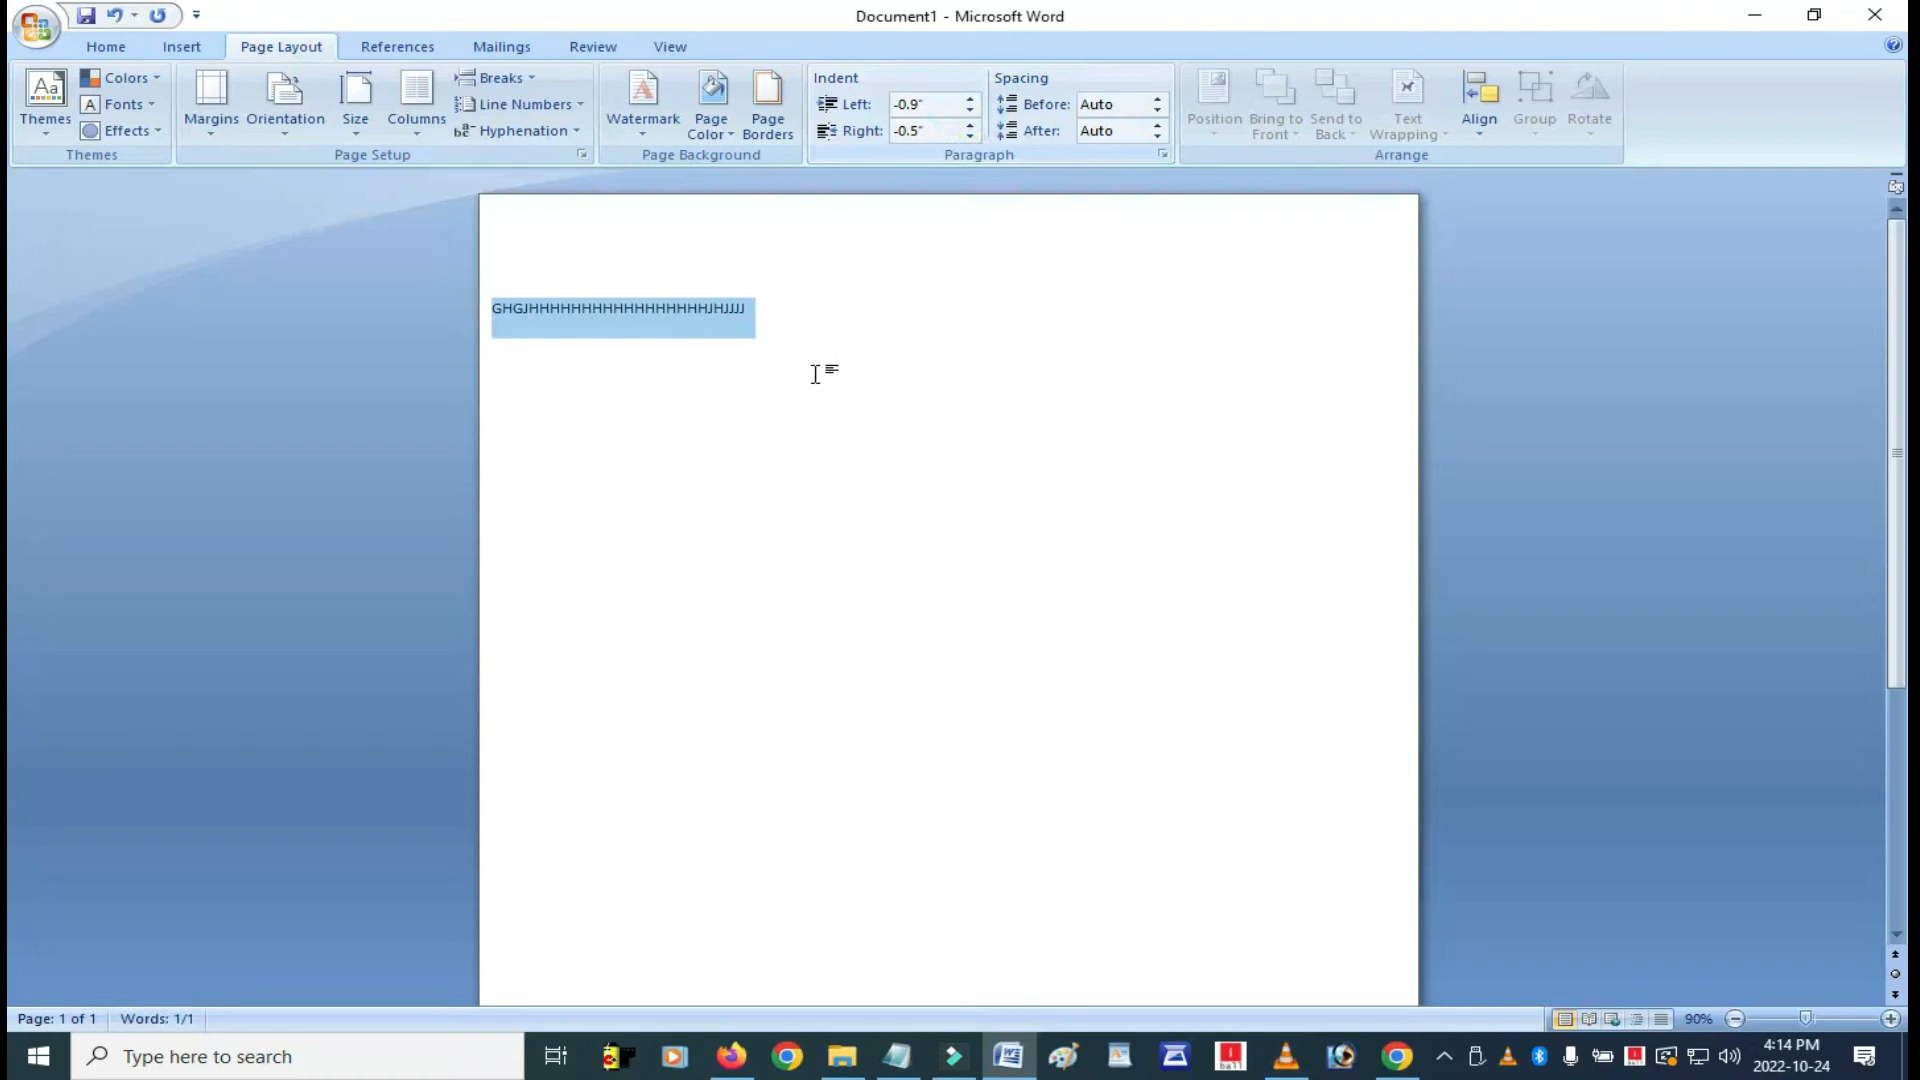 Document1 - Microsoft Word
Home Insert Page Layout References Mailings Review View
Aa Themes
Colors
A Fonts
Effects
Themes
Margins Orientation Size Columns
Breaks
Line Numbers
Hyphenation
Page Setup
Watermark
Page Color
Page Borders
Page Background
Indent
Left: -0.9"
Right: -0.5"
Spacing
Before: Auto
After: Auto
Paragraph
Position
Bring to Front
Send to Back
Text Wrapping
Align
Group
Rotate
Arrange
GHGJHHHHHHHHHHHHHHHHHJHJJJJ
Page: 1 of 1 Words: 1/1 90%
Type here to search
4:14 PM
2022-10-24